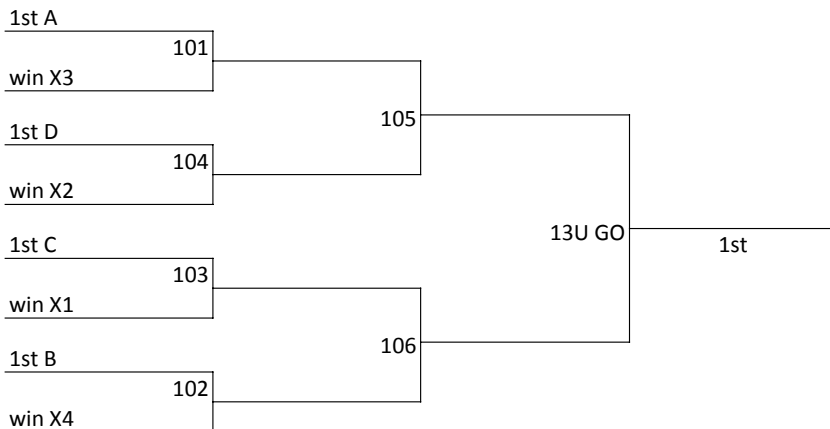 1st A
101
win X3
105
1st D
104
win X2
13U GO
1st
1st C
103
win X1
106
1st B
102
win X4